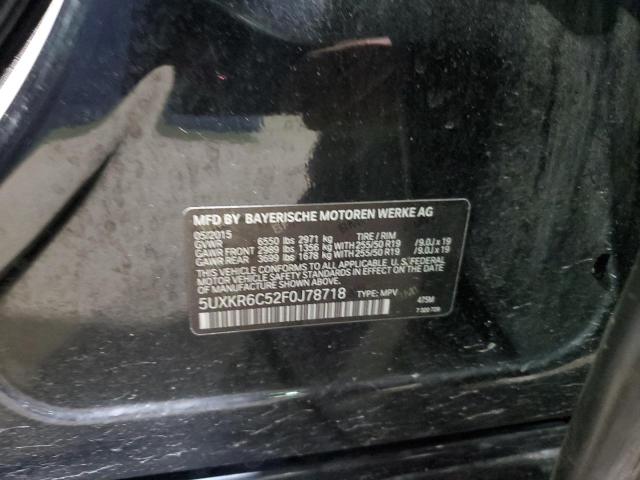 MFD BY BAYERISCHE MOTOREN WERKE AG
05/2015
GVWR 6550 lbs 2971 kg TIRE / RIM
GAWR FRONT 2989 lbs 1356 kg WITH 255/50 R19 / 9.0J x 19
GAWR REAR 3699 lbs 1678 kg WITH 255/50 R19 / 9.0J x 19
THIS VEHICLE CONFORMS TO ALL APPLICABLE U.S. FEDERAL
MOTOR VEHICLE SAFETY STANDARDS IN EFFECT ON THE DATE
OF MANUFACTURE SHOWN ABOVE.
5UXKR6C52F0J78718 TYPE: MPV
475M